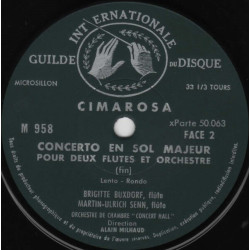 INTERNATIONALE
GUILDE DU DISQUE
MICROSILLON
33 1/3 TOURS
CIMAROSA
M 958
xParte 50.063
FACE 2
CONCERTO EN SOL MAJEUR
POUR DEUX FLUTES ET ORCHESTRE
(fin)
Lento - Rondo
BRIGITTE BUXDORF, flûte
MARTIN-ULRICH SENN, flûte
ORCHESTRE DE CHAMBRE "CONCERT HALL"
Direction
ALAIN MILHAUD